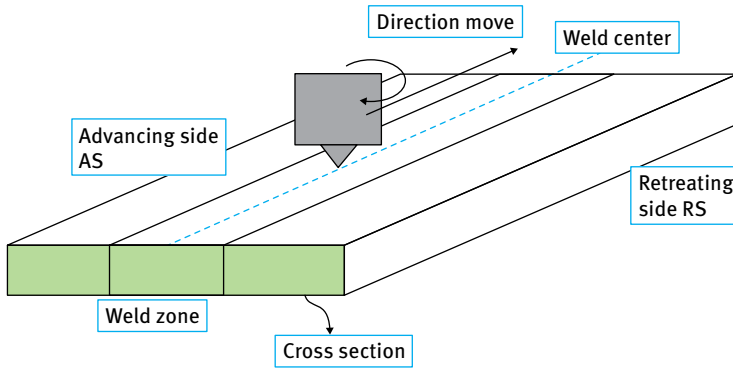 Direction move
Weld center
Advancing side
AS
Retreating
side RS
Weld zone
Cross section